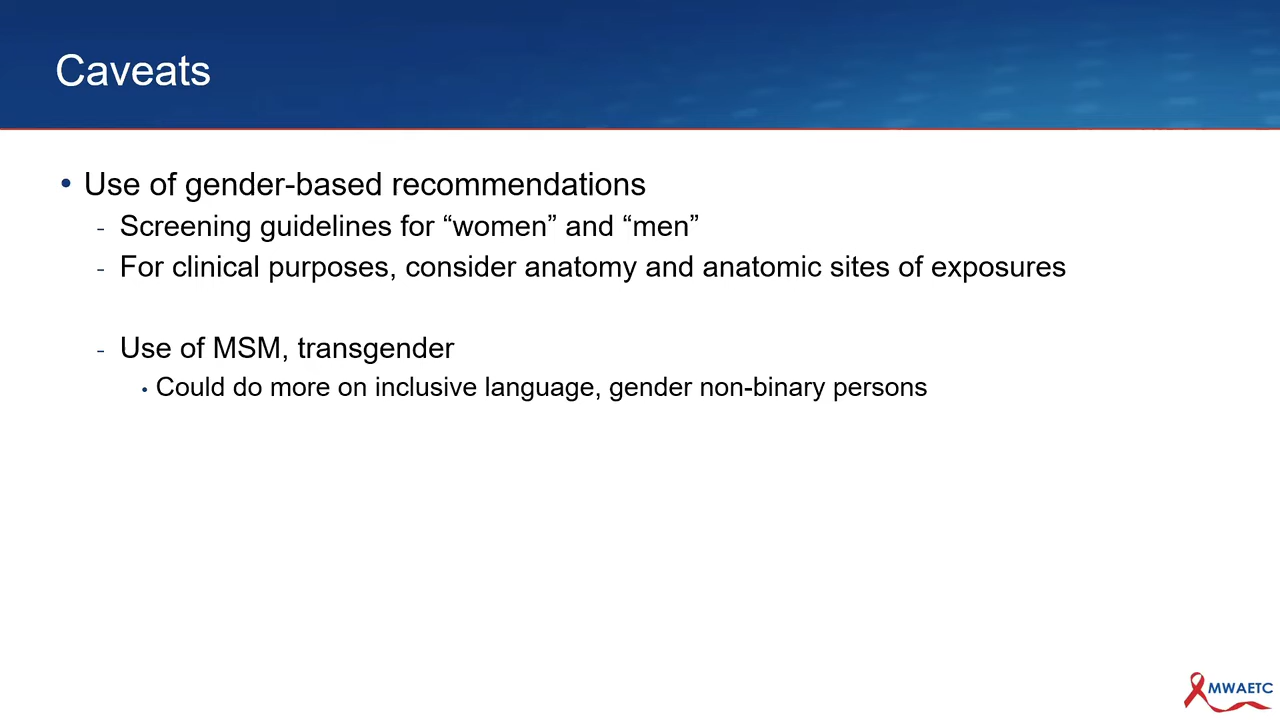 Caveats
• Use of gender-based recommendations
- Screening guidelines for “women” and “men”
- For clinical purposes, consider anatomy and anatomic sites of exposures
- Use of MSM, transgender
• Could do more on inclusive language, gender non-binary persons
MWAETC